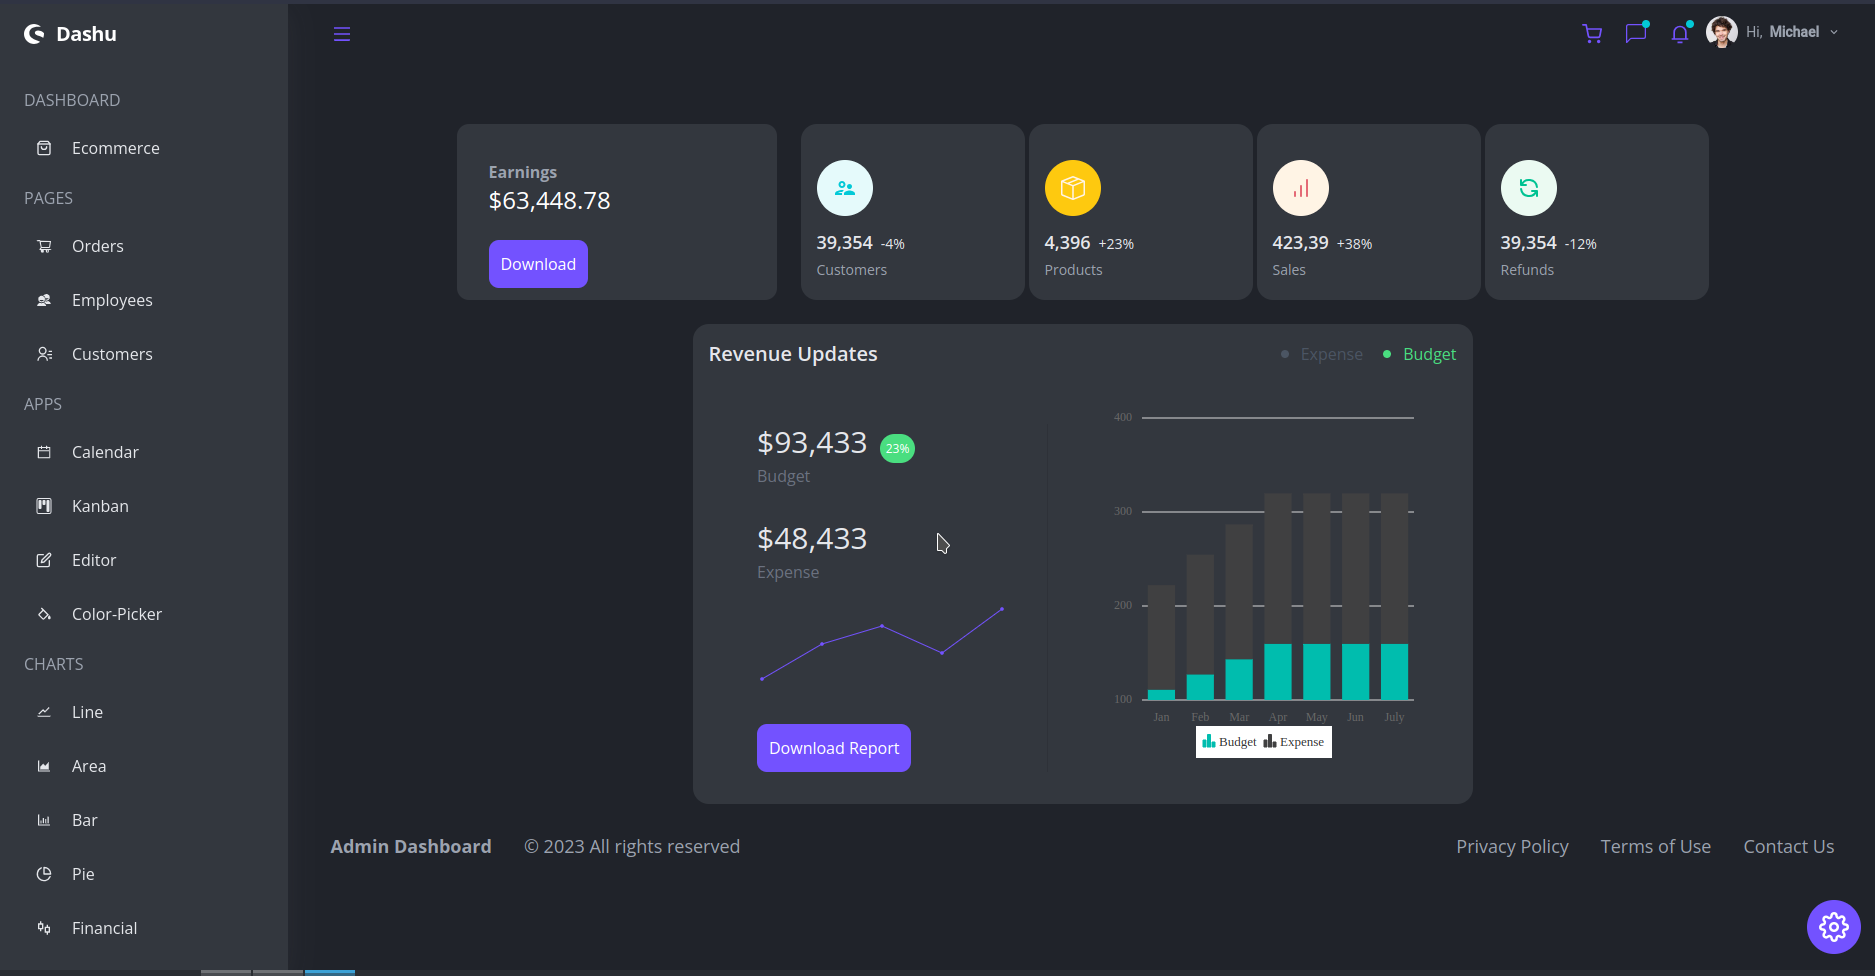 Dashu
Hi, Michael
DASHBOARD
Ecommerce
PAGES
Orders
Employees
Customers
APPS
Calendar
Kanban
Editor
Color-Picker
CHARTS
Line
Area
Bar
Pie
Financial
Earnings
$63,448.78
Download
39,354 -4%
Customers
4,396 +23%
Products
423,39 +38%
Sales
39,354 -12%
Refunds
Revenue Updates
Expense
Budget
$93,433 23%
Budget
$48,433
Expense
Download Report
400
300
200
100
Jan Feb Mar Apr May Jun July
Budget Expense
Admin Dashboard © 2023 All rights reserved
Privacy Policy Terms of Use Contact Us